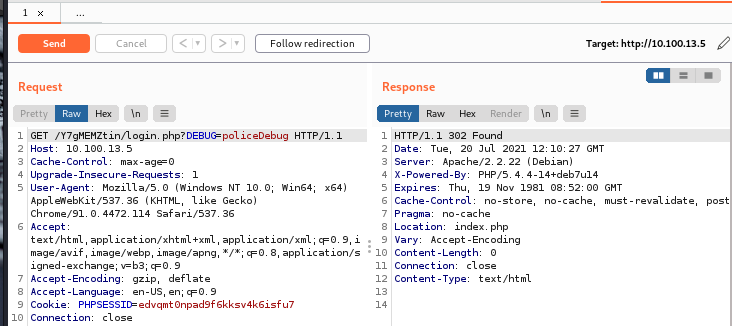 1 × ...
Send Cancel < > Follow redirection Target: http://10.100.13.5
Request
Pretty Raw Hex \n
1 GET /Y7gMEMZtin/login.php?DEBUG=policeDebug HTTP/1.1
2 Host: 10.100.13.5
3 Cache-Control: max-age=0
4 Upgrade-Insecure-Requests: 1
5 User-Agent: Mozilla/5.0 (Windows NT 10.0; Win64; x64)
AppleWebKit/537.36 (KHTML, like Gecko)
Chrome/91.0.4472.114 Safari/537.36
6 Accept:
text/html,application/xhtml+xml,application/xml;q=0.9,i
mage/avif,image/webp,image/apng,*/*;q=0.8,application/s
igned-exchange;v=b3;q=0.9
7 Accept-Encoding: gzip, deflate
8 Accept-Language: en-US,en;q=0.9
9 Cookie: PHPSESSID=edvqmt0npad9f6kksv4k6isfu7
10 Connection: close
Response
Pretty Raw Hex Render \n
1 HTTP/1.1 302 Found
2 Date: Tue, 20 Jul 2021 12:10:27 GMT
3 Server: Apache/2.2.22 (Debian)
4 X-Powered-By: PHP/5.4.4-14+deb7u14
5 Expires: Thu, 19 Nov 1981 08:52:00 GMT
6 Cache-Control: no-store, no-cache, must-revalidate, post
7 Pragma: no-cache
8 Location: index.php
9 Vary: Accept-Encoding
10 Content-Length: 0
11 Connection: close
12 Content-Type: text/html
13
14